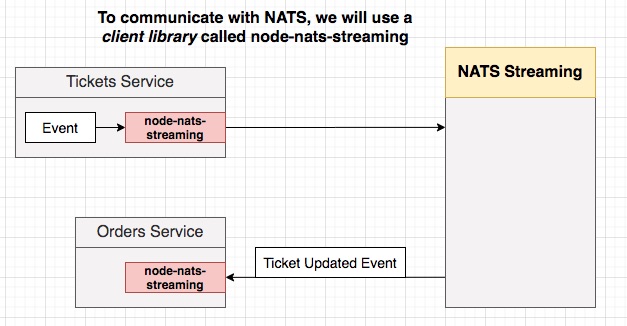 To communicate with NATS, we will use a
client library called node-nats-streaming
NATS Streaming
Tickets Service
Event
node-nats-
streaming
Orders Service
node-nats-
streaming
Ticket Updated Event